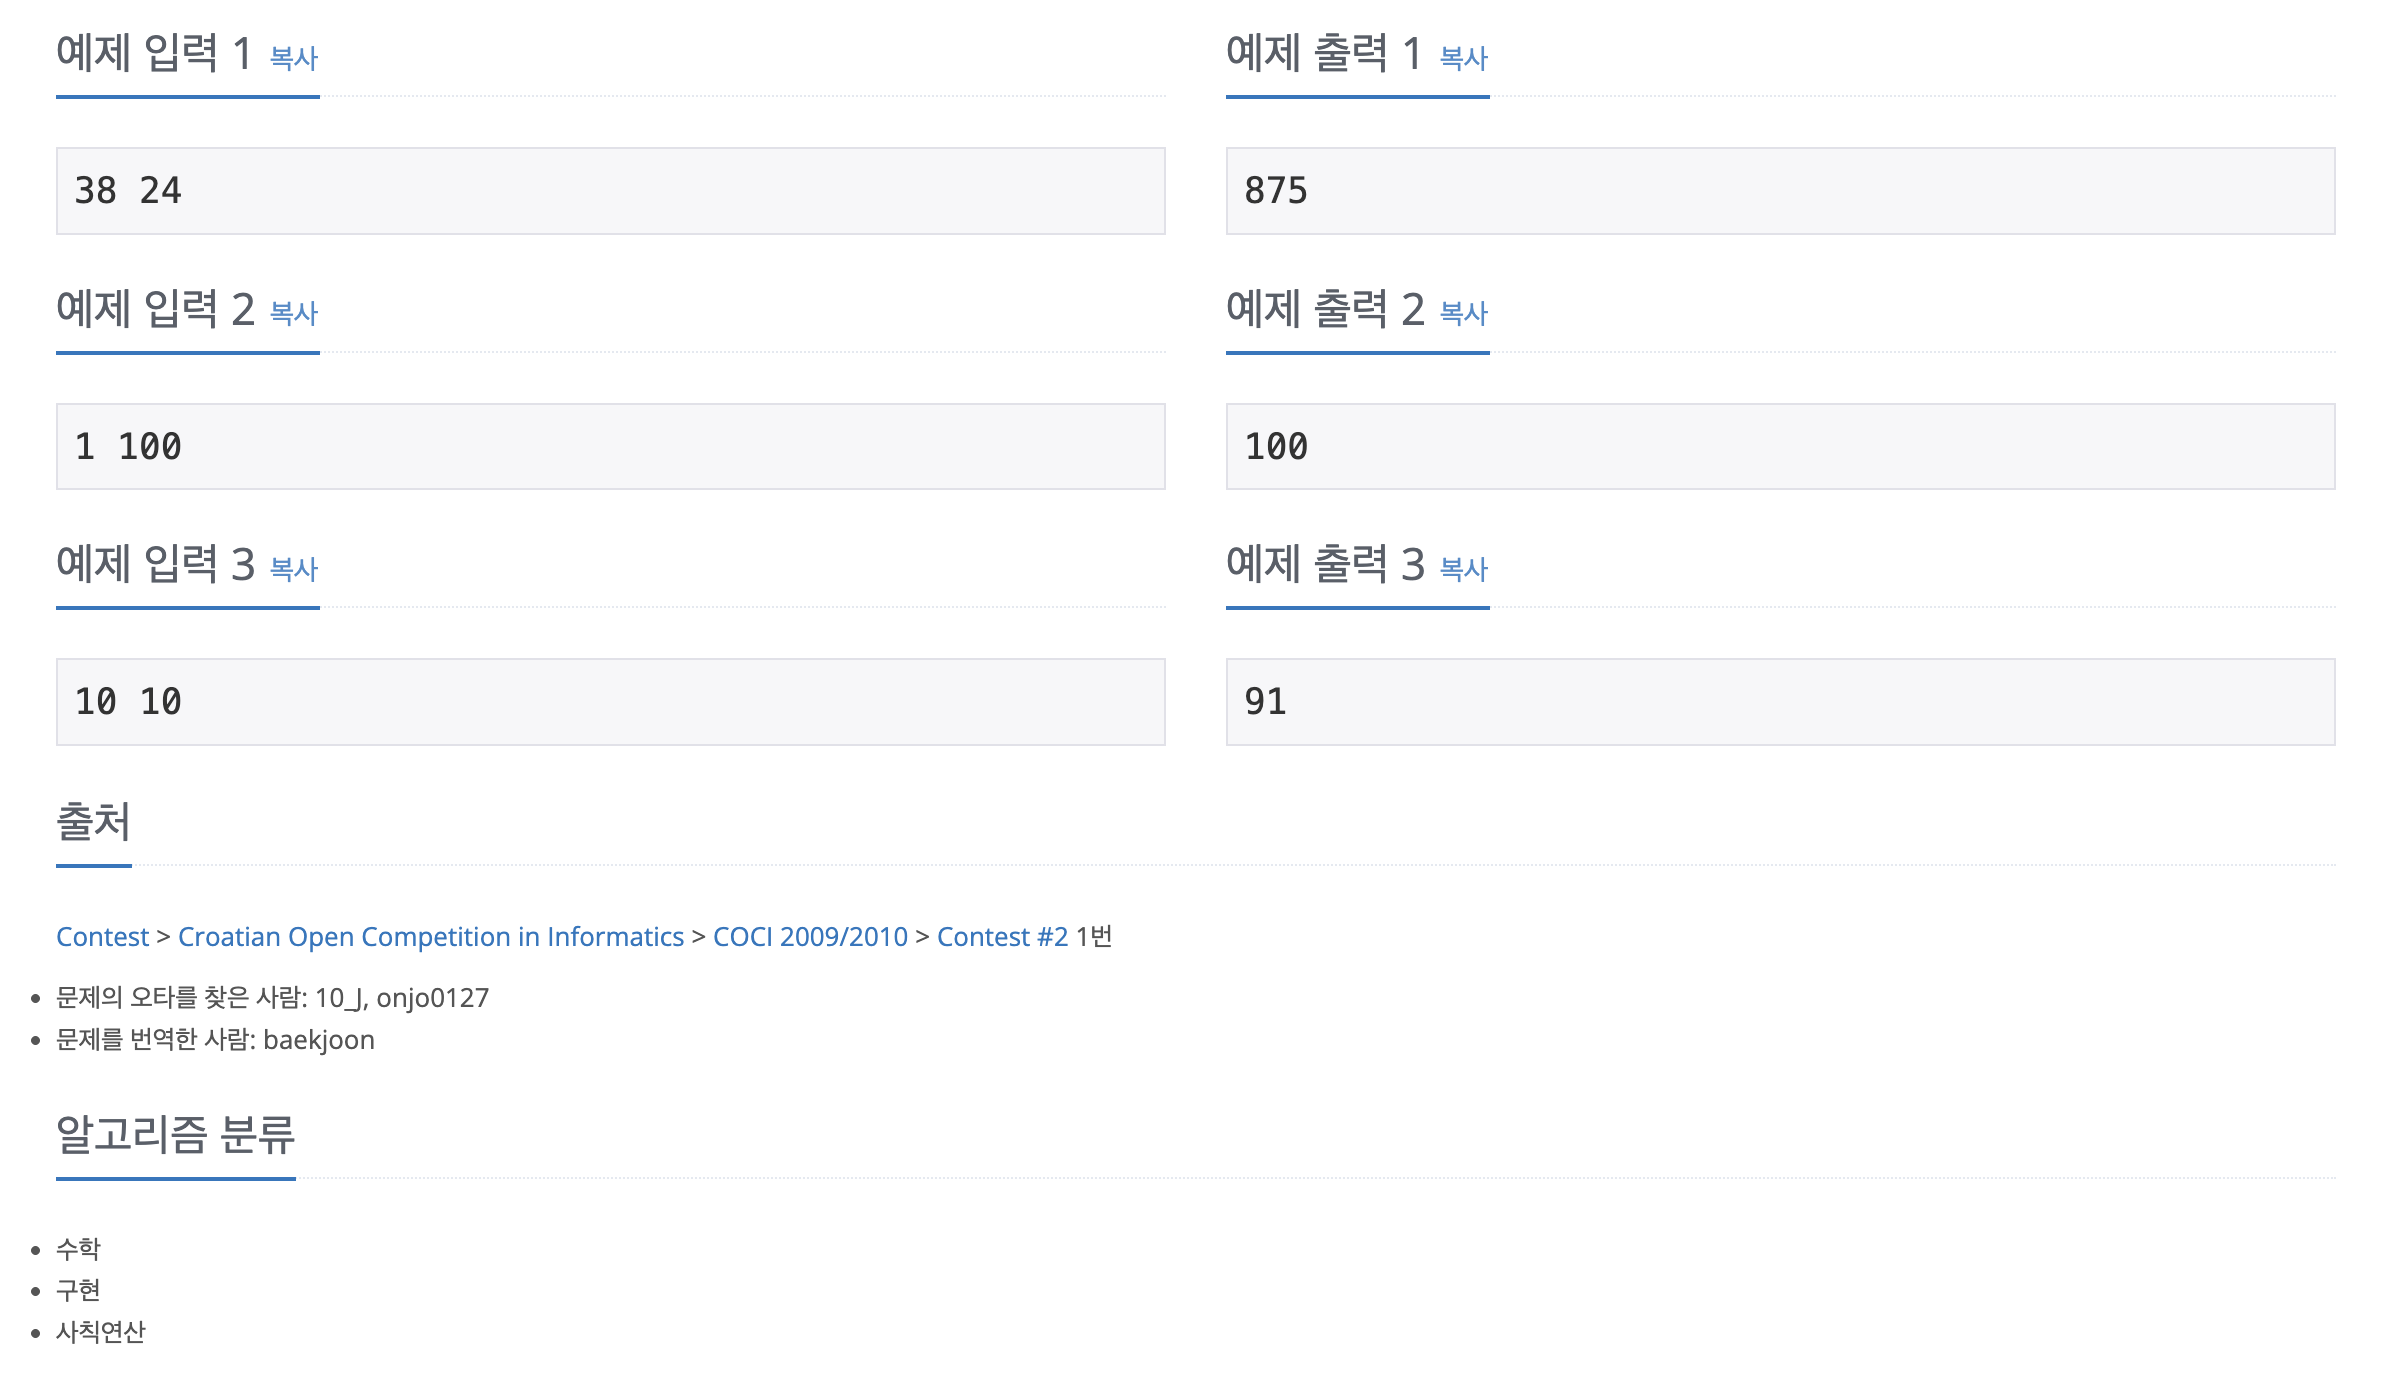 예제 입력 1 복사
예제 출력 1 복사
38 24
875
예제 입력 2 복사
예제 출력 2 복사
1 100
100
예제 입력 3 복사
예제 출력 3 복사
10 10
91
출처
Contest > Croatian Open Competition in Informatics > COCI 2009/2010 > Contest #2 1번
문제의 오타를 찾은 사람: 10_J, onjo0127
문제를 번역한 사람: baekjoon
알고리즘 분류
수학
구현
사칙연산